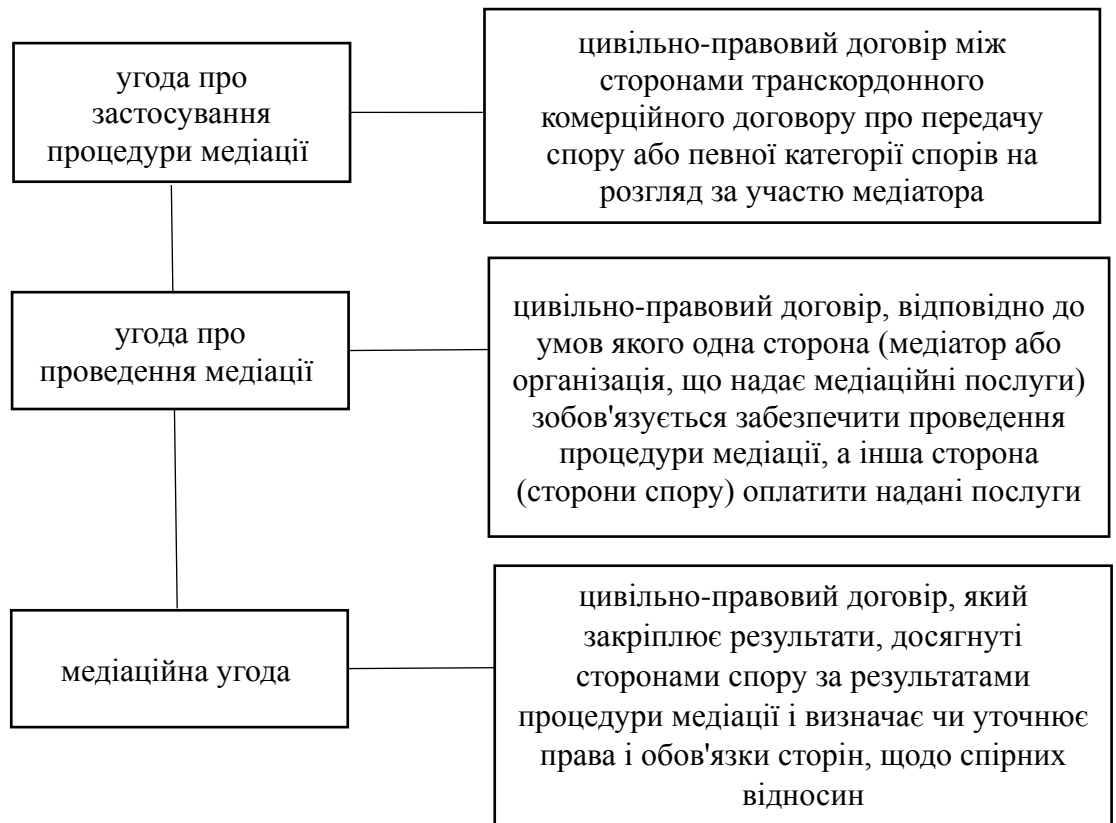 угода про
застосування
процедури медіації
цивільно-правовий договір між
сторонами транскордонного
комерційного договору про передачу
спору або певної категорії спорів на
розгляд за участю медіатора
угода про
проведення медіації
цивільно-правовий договір, відповідно до
умов якого одна сторона (медіатор або
організація, що надає медіаційні послуги)
зобов'язується забезпечити проведення
процедури медіації, а інша сторона
(сторони спору) оплатити надані послуги
медіаційна угода
цивільно-правовий договір, який
закріплює результати, досягнуті
сторонами спору за результатами
процедури медіації і визначає чи уточнює
права і обов'язки сторін, щодо спірних
відносин